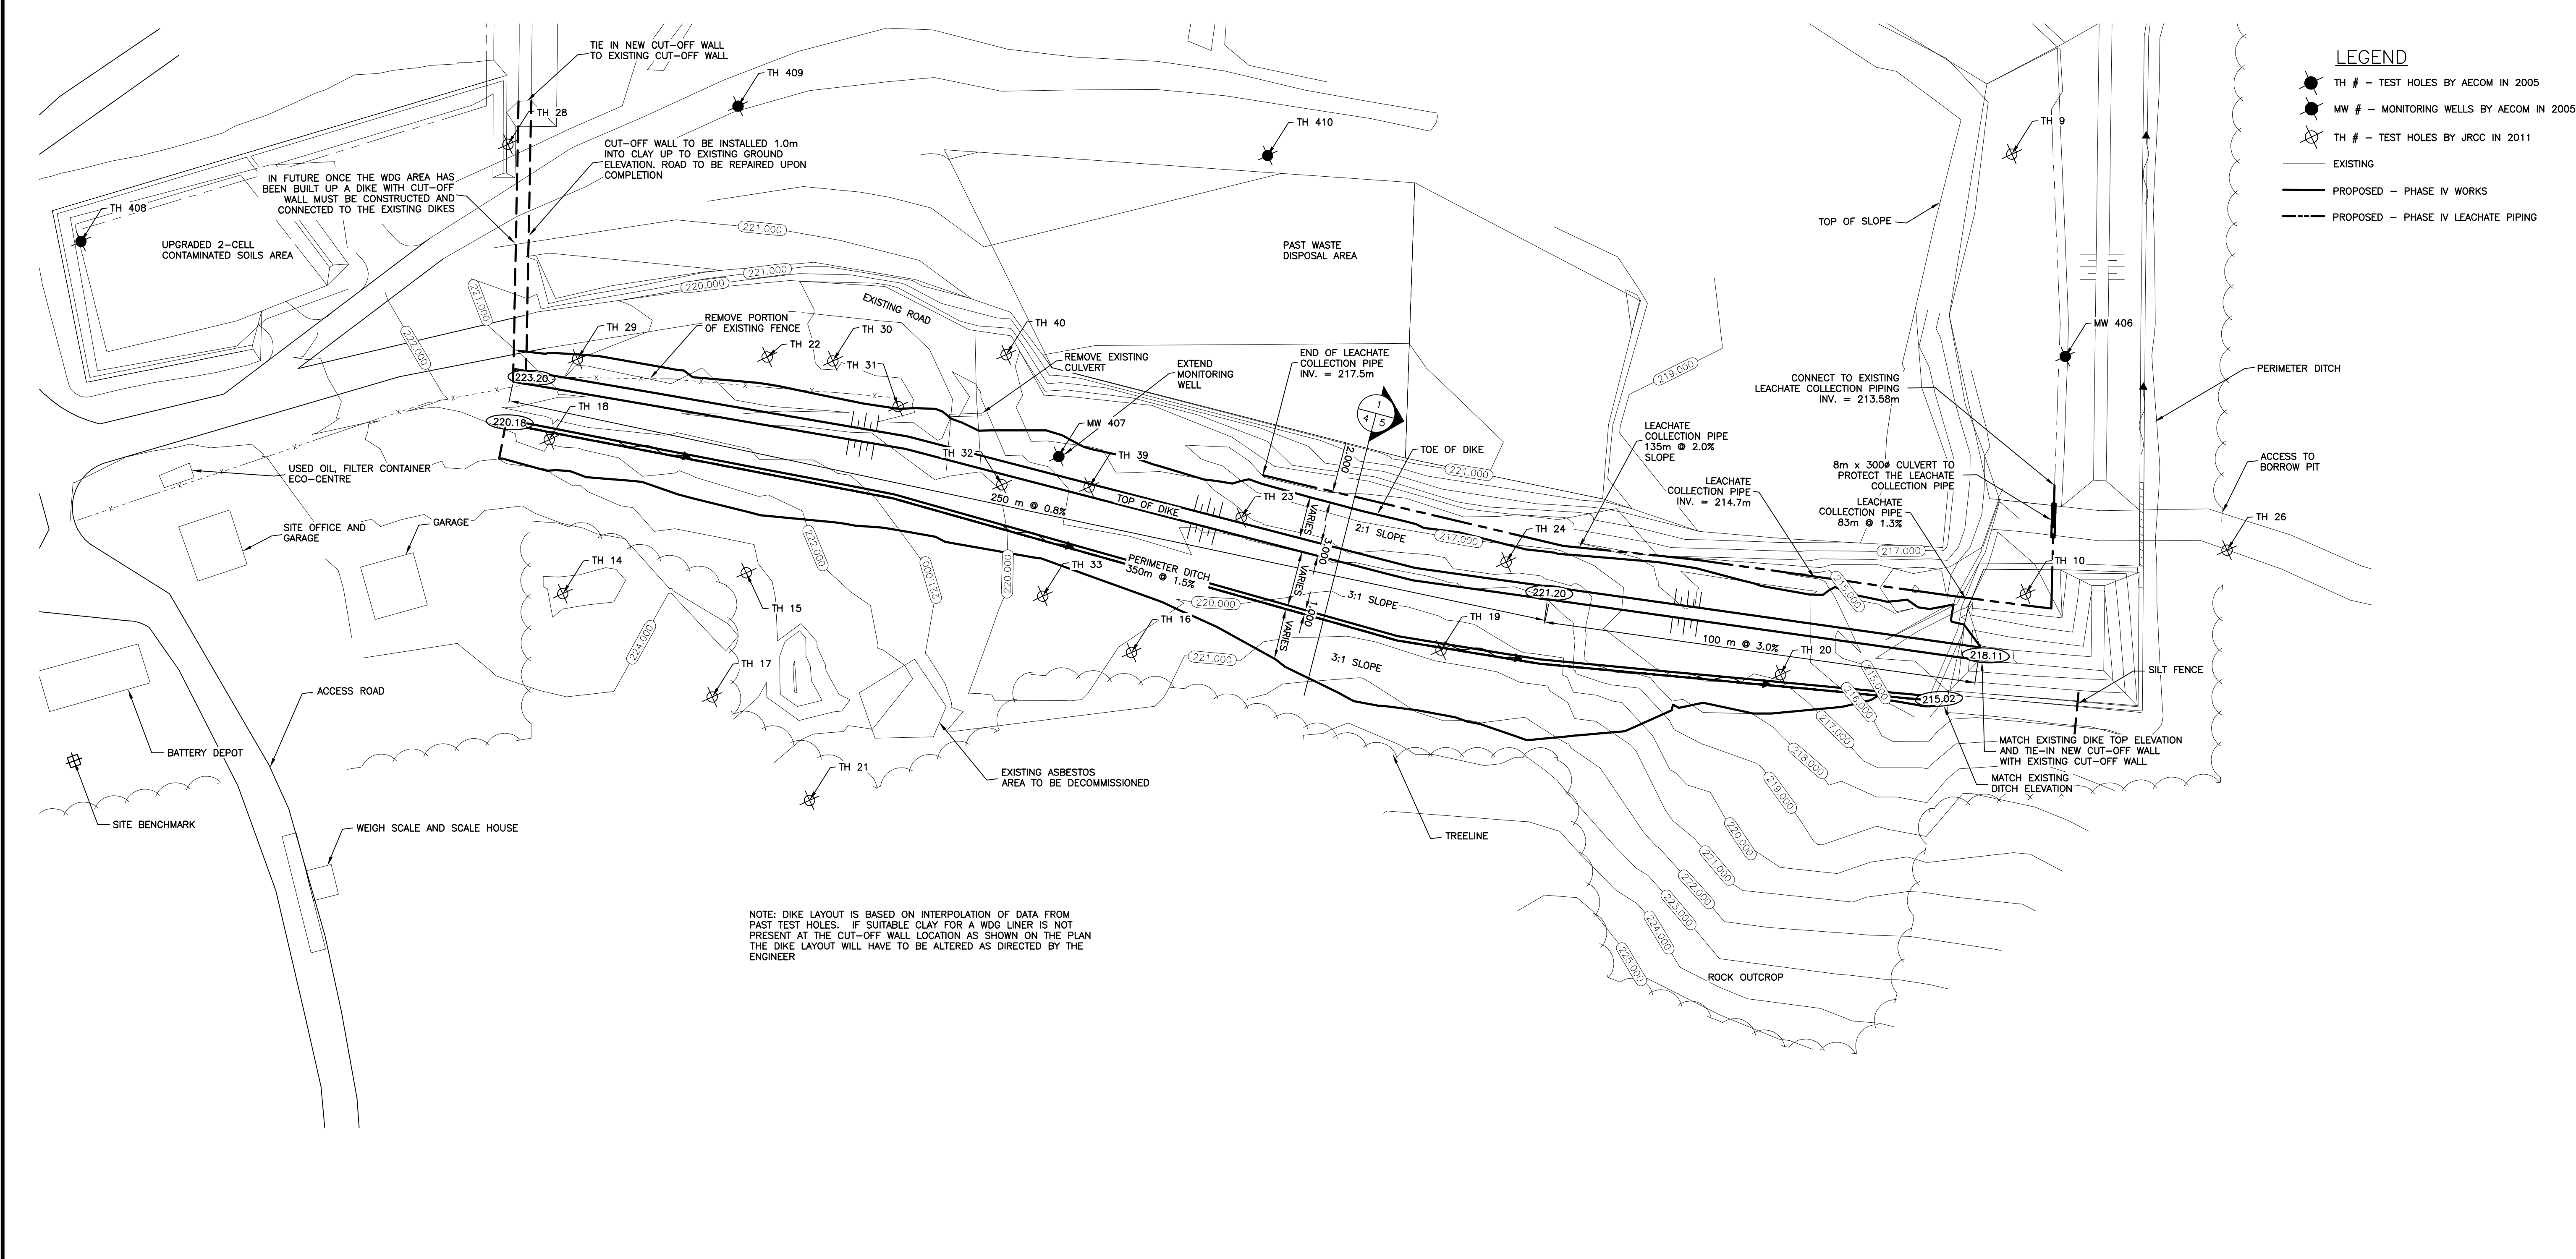 LEGEND
TH # – TEST HOLES BY AECOM IN 2005
MW # – MONITORING WELLS BY AECOM IN 2005
TH # – TEST HOLES BY JRCC IN 2011
EXISTING
PROPOSED – PHASE IV WORKS
PROPOSED – PHASE IV LEACHATE PIPING
TIE IN NEW CUT–OFF WALL
TO EXISTING CUT–OFF WALL
TH 409
TH 28
TH 410
TH 9
CUT–OFF WALL TO BE INSTALLED 1.0m
INTO CLAY UP TO EXISTING GROUND
ELEVATION. ROAD TO BE REPAIRED UPON
COMPLETION
IN FUTURE ONCE THE WDG AREA HAS
BEEN BUILT UP A DIKE WITH CUT–OFF
WALL MUST BE CONSTRUCTED AND
CONNECTED TO THE EXISTING DIKES
TH 408
UPGRADED 2–CELL
CONTAMINATED SOILS AREA
221.000
221.000
220.000
221.000
222.000
PAST WASTE
DISPOSAL AREA
TOP OF SLOPE
EXISTING ROAD
REMOVE PORTION
OF EXISTING FENCE
TH 29
TH 22
TH 30
TH 31
TH 40
REMOVE EXISTING
CULVERT
EXTEND
MONITORING
WELL
END OF LEACHATE
COLLECTION PIPE
INV. = 217.5m
1
4
5
219.000
MW 406
CONNECT TO EXISTING
LEACHATE COLLECTION PIPING
INV. = 213.58m
PERIMETER DITCH
223.20
220.18
TH 18
MW 407
TH 32
TH 39
2.000
TOE OF DIKE
221.000
LEACHATE
COLLECTION PIPE
135m @ 2.0%
SLOPE
LEACHATE
COLLECTION PIPE
INV. = 214.7m
8m x 300ø CULVERT TO
PROTECT THE LEACHATE
COLLECTION PIPE
LEACHATE
COLLECTION PIPE
83m @ 1.3%
ACCESS TO
BORROW PIT
USED OIL, FILTER CONTAINER
ECO–CENTRE
SITE OFFICE AND
GARAGE
GARAGE
250 m @ 0.8%
TOP OF DIKE
TH 23
VARIES
2:1 SLOPE
217.000
TH 24
217.000
TH 26
TH 10
3.000
222.000
221.000
220.000
PERIMETER DITCH
350m @ 1.5%
VARIES
TH 14
TH 15
TH 33
220.000
1.000
3:1 SLOPE
221.20
215.000
TH 16
VARIES
TH 19
100 m @ 3.0%
218.11
224.000
TH 17
221.000
3:1 SLOPE
TH 20
215.000
216.000
215.02
SILT FENCE
ACCESS ROAD
217.000
MATCH EXISTING DIKE TOP ELEVATION
AND TIE–IN NEW CUT–OFF WALL
WITH EXISTING CUT–OFF WALL
BATTERY DEPOT
TH 21
EXISTING ASBESTOS
AREA TO BE DECOMMISSIONED
218.000
MATCH EXISTING
DITCH ELEVATION
219.000
SITE BENCHMARK
WEIGH SCALE AND SCALE HOUSE
TREELINE
220.000
221.000
222.000
223.000
224.000
225.000
NOTE: DIKE LAYOUT IS BASED ON INTERPOLATION OF DATA FROM
PAST TEST HOLES. IF SUITABLE CLAY FOR A WDG LINER IS NOT
PRESENT AT THE CUT–OFF WALL LOCATION AS SHOWN ON THE PLAN
THE DIKE LAYOUT WILL HAVE TO BE ALTERED AS DIRECTED BY THE
ENGINEER
ROCK OUTCROP